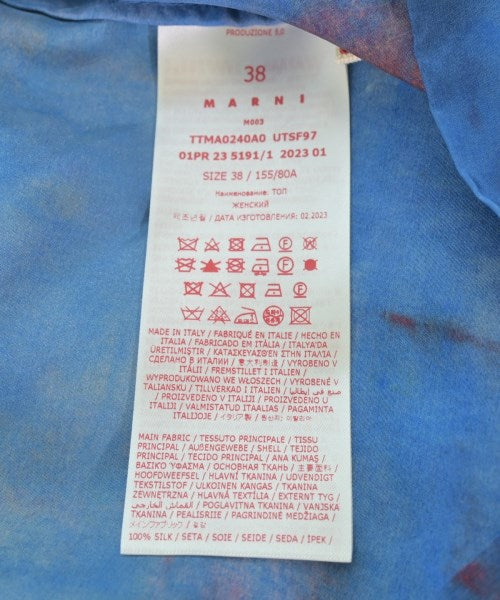 PRODUZIONE 8,0
38
MARNI
M003
TTMA0240A0 UTSF97
01PR 23 5191/1 2023 01
SIZE 38 / 155/80A
Наименование: ТОП
ЖЕНСКИЙ
제조년월 / ДАТА ИЗГОТОВЛЕНИЯ: 02.2023
MADE IN ITALY / FABRIQUÉ EN ITALIE / HECHO EN
ITALIA / FABRICADO EM ITÁLIA / ITALYA'DA
ÜRETILMIŞTIR / ΚΑΤΑΣΚΕΥΑΣΘΕΝ ΣΤΗΝ ΙΤΑΛΙΑ /
СДЕЛАНО В ИТАЛИИ / 意大利制造 / VYROBENO V
ITÁLII / FREMSTILLET I ITALIEN /
WYPRODUKOWANO WE WŁOSZECH / VYROBENÉ V
TALIANSKU / TILLVERKAD I ITALIEN / صنع في إيطاليا
/ PROIZVEDENO V ITALIJI / PROIZVEDENO U
ITALIJI / VALMISTATUD ITAALIAS / PAGAMINTA
ITALIJOJE / イタリア製 / 원산지: 이탈리아
MAIN FABRIC / TESSUTO PRINCIPALE / TISSU
PRINCIPAL / AUßENGEWEBE / SHELL / TEJIDO
PRINCIPAL / TECIDO PRINCIPAL / ANA KUMAŞ /
ΒΑΣΙΚΟ ΥΦΑΣΜΑ / ОСНОВНАЯ ТКАНЬ / 主要面料 /
HOOFDWEEFSEL / HLAVNÍ TKANINA / UDVENDIGT
TEKSTILSTOF / ULKOINEN KANGAS / TKANINA
ZEWNĘTRZNA / HLAVNÁ TEXTÍLIA / EXTERNT TYG /
القماش الخارجي / POGLAVITNA TKANINA / VANJSKA
TKANINA / PEALISRIIE / PAGRINDINĖ MEDŽIAGA /
メインファブリック / 겉감
100% SILK / SETA / SOIE / SEIDE / SEDA / İPEK /